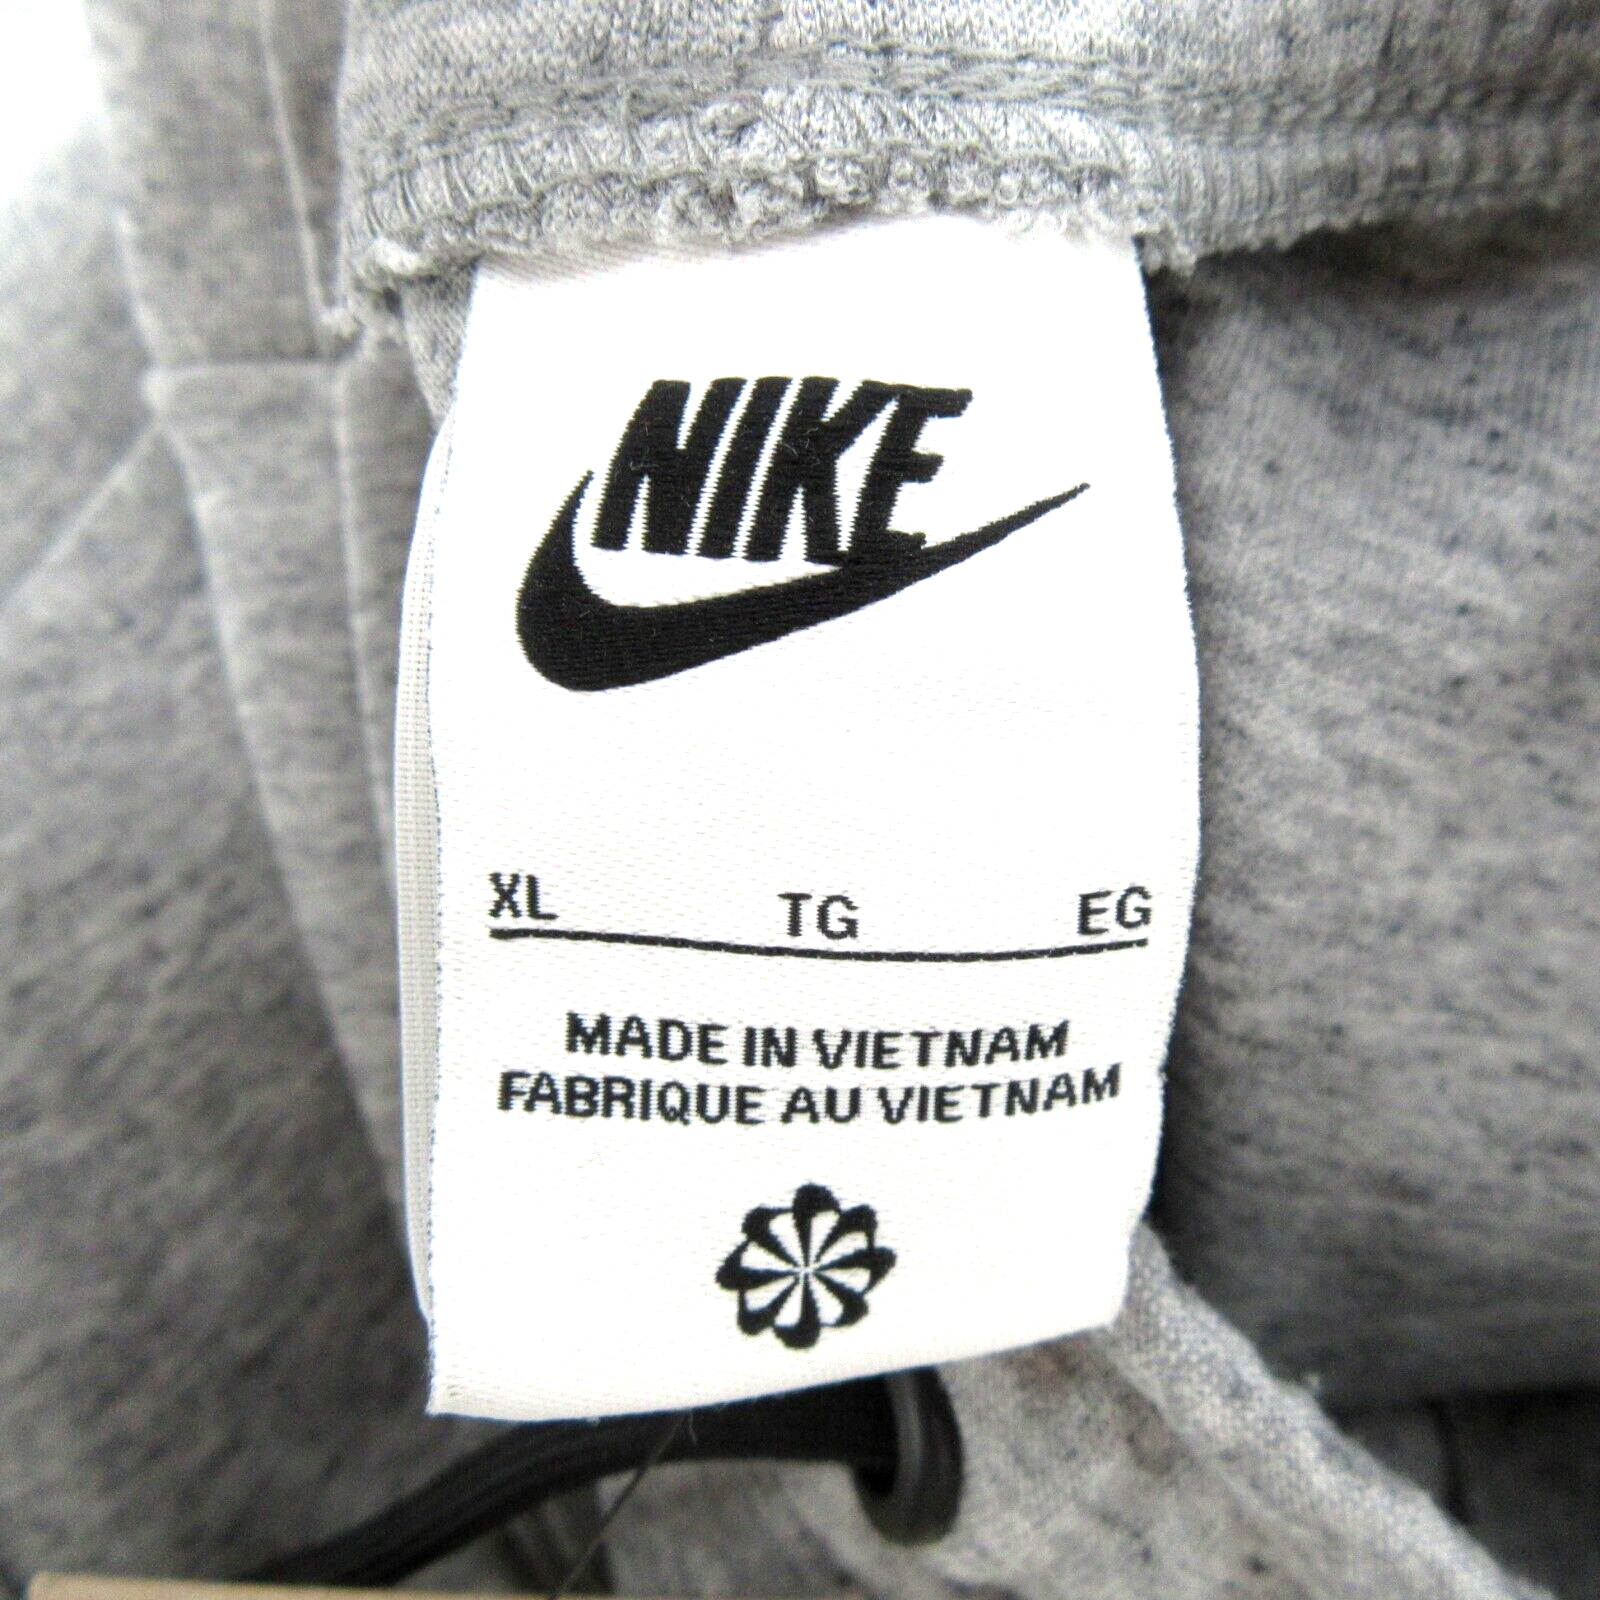 NIKE
XL TG EG
MADE IN VIETNAM
FABRIQUE AU VIETNAM